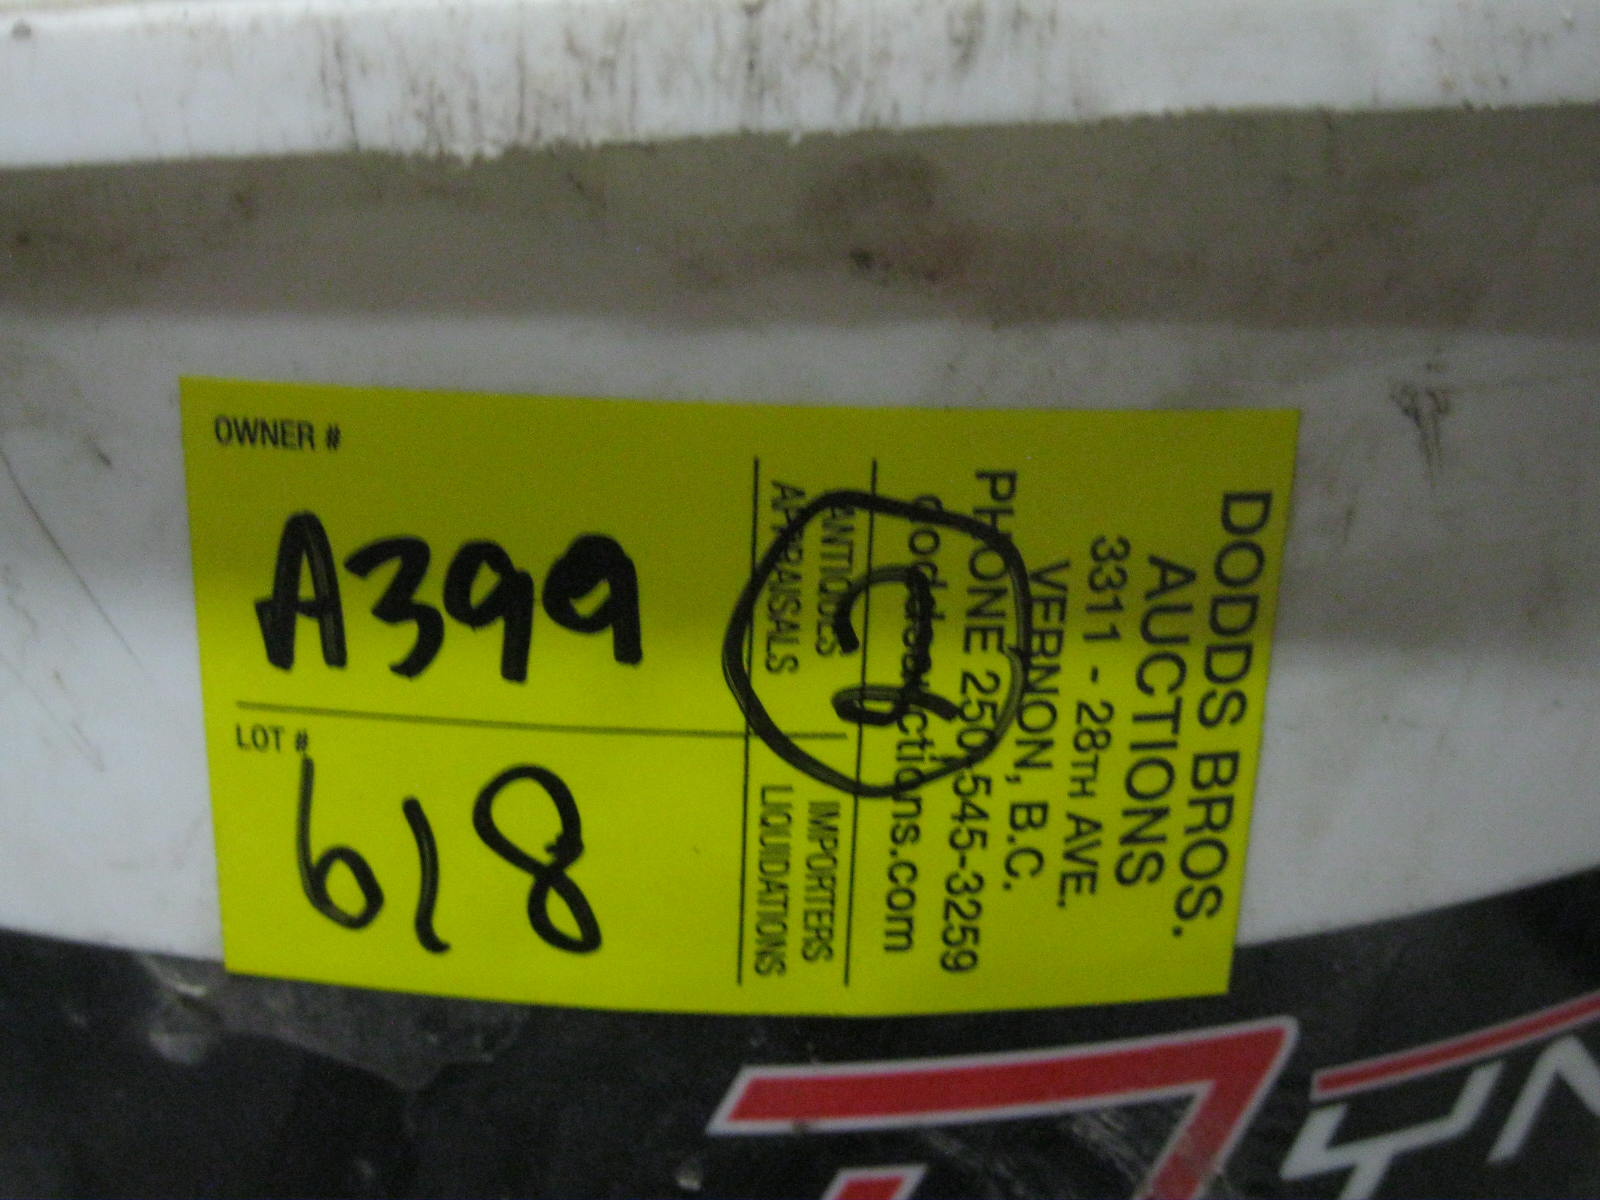 OWNER #
A399
LOT #
618
DODDS BROS.
AUCTIONS
3311 - 28TH AVE.
VERNON, B.C.
PHONE 250-545-3259
doddsauctions.com
ANTIQUES
IMPORTERS
APPRAISALS
LIQUIDATIONS